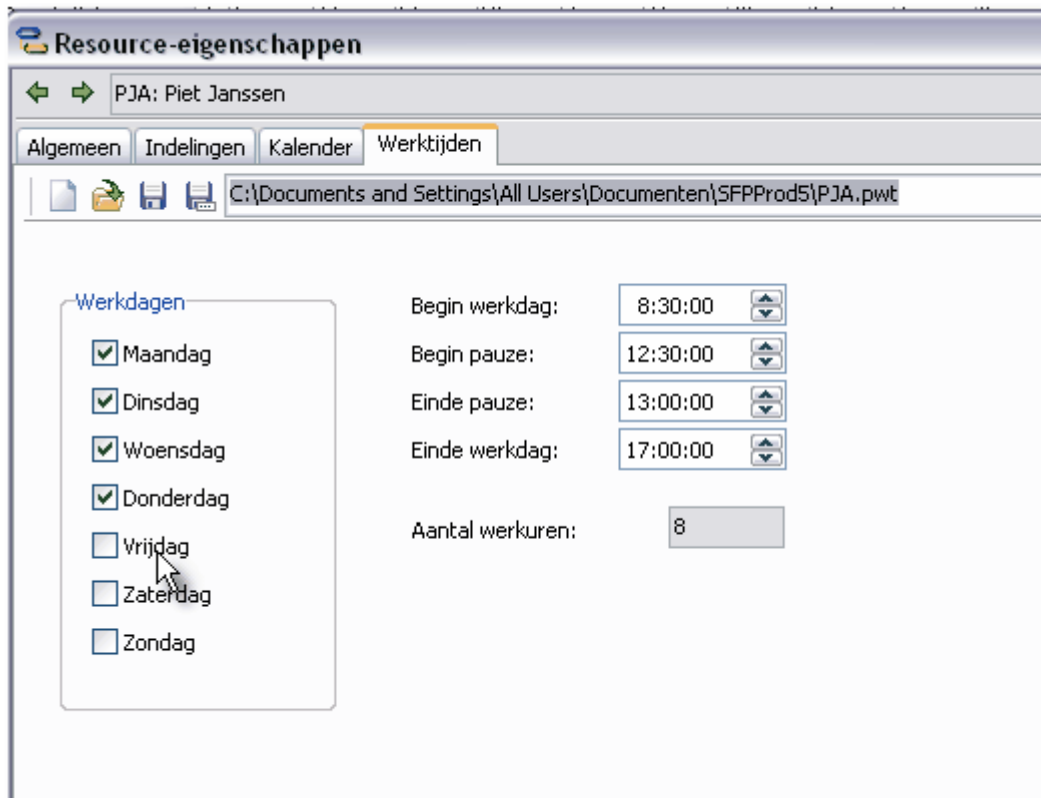 Resource-eigenschappen
PJA: Piet Janssen
Algemeen Indelingen Kalender Werktijden
C:\Documents and Settings\All Users\Documenten\SFPProd5\PJA.pwt
Werkdagen
Maandag
Dinsdag
Woensdag
Donderdag
Vrijdag
Zaterdag
Zondag
Begin werkdag: 8:30:00
Begin pauze: 12:30:00
Einde pauze: 13:00:00
Einde werkdag: 17:00:00
Aantal werkuren: 8